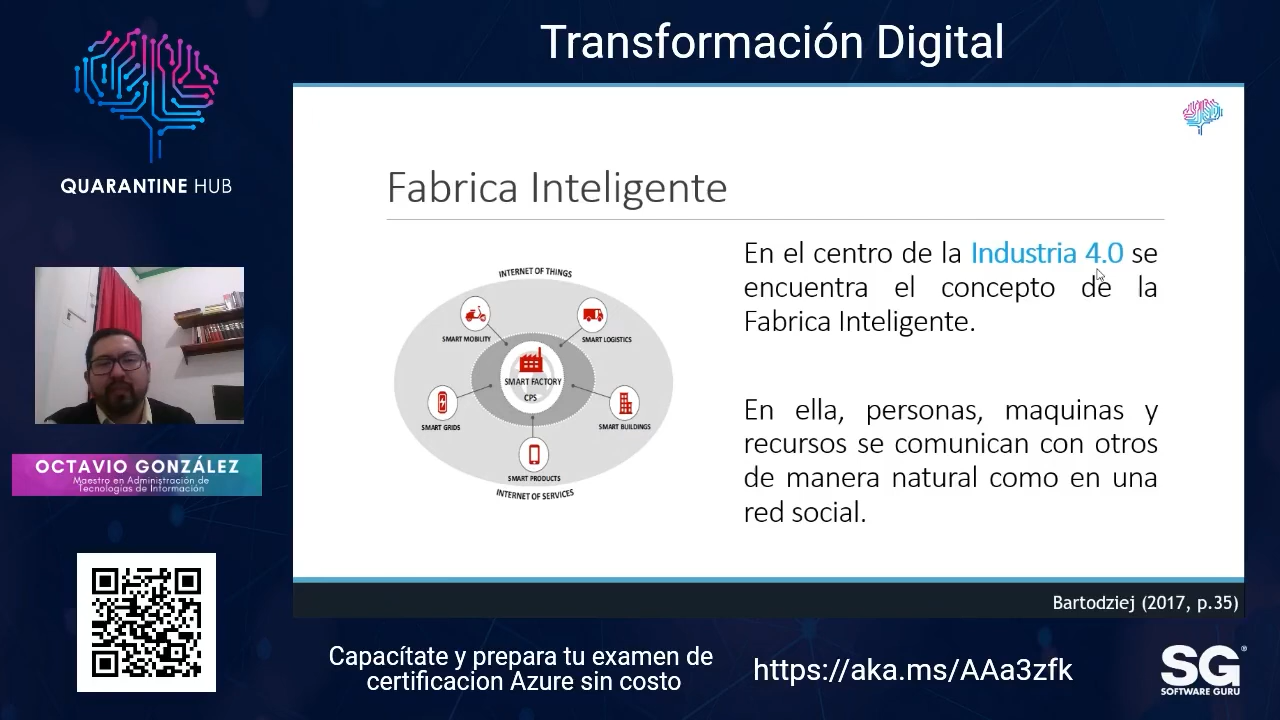 Transformación Digital
QUARANTINE HUB
Fabrica Inteligente
INTERNET OF THINGS
SMART MOBILITY
SMART LOGISTICS
SMART FACTORY
CPS
SMART GRIDS
SMART BUILDINGS
SMART PRODUCTS
INTERNET OF SERVICES
En el centro de la Industria 4.0 se
encuentra el concepto de la
Fabrica Inteligente.
En ella, personas, maquinas y
recursos se comunican con otros
de manera natural como en una
red social.
OCTAVIO GONZÁLEZ
Maestro en Administración de
Tecnologías de Información
Bartodziej (2017, p.35)
Capacítate y prepara tu examen de
certificacion Azure sin costo
https://aka.ms/AAa3zfk
SG
SOFTWARE GURU